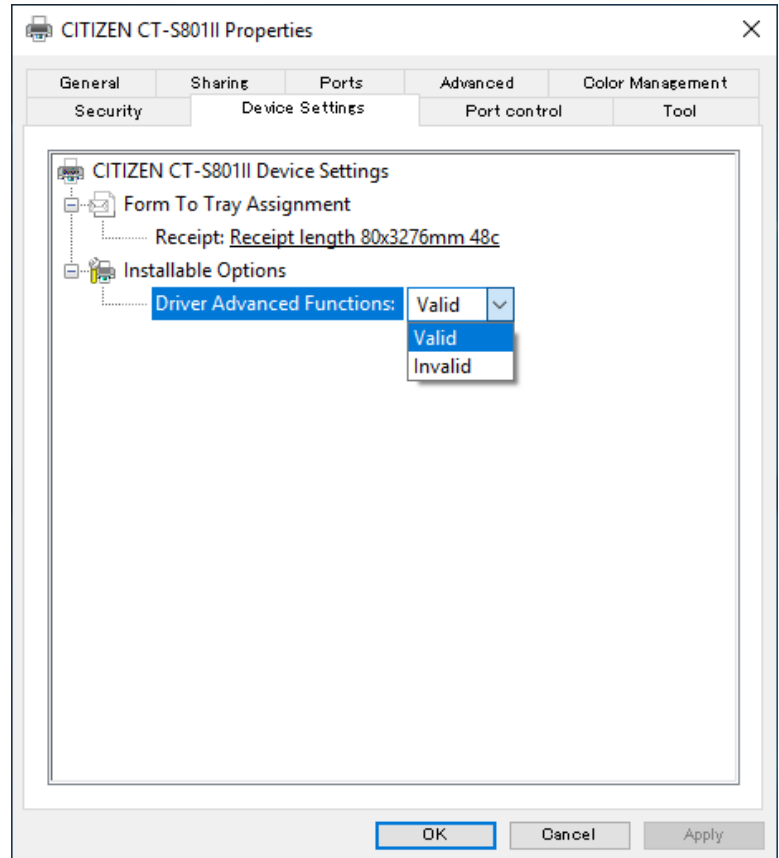 CITIZEN CT-S801II Properties
General Sharing Ports Advanced Color Management
Security Device Settings Port control Tool
CITIZEN CT-S801II Device Settings
Form To Tray Assignment
Receipt: Receipt length 80x3276mm 48c
Installable Options
Driver Advanced Functions: Valid
Valid
Invalid
OK Cancel Apply